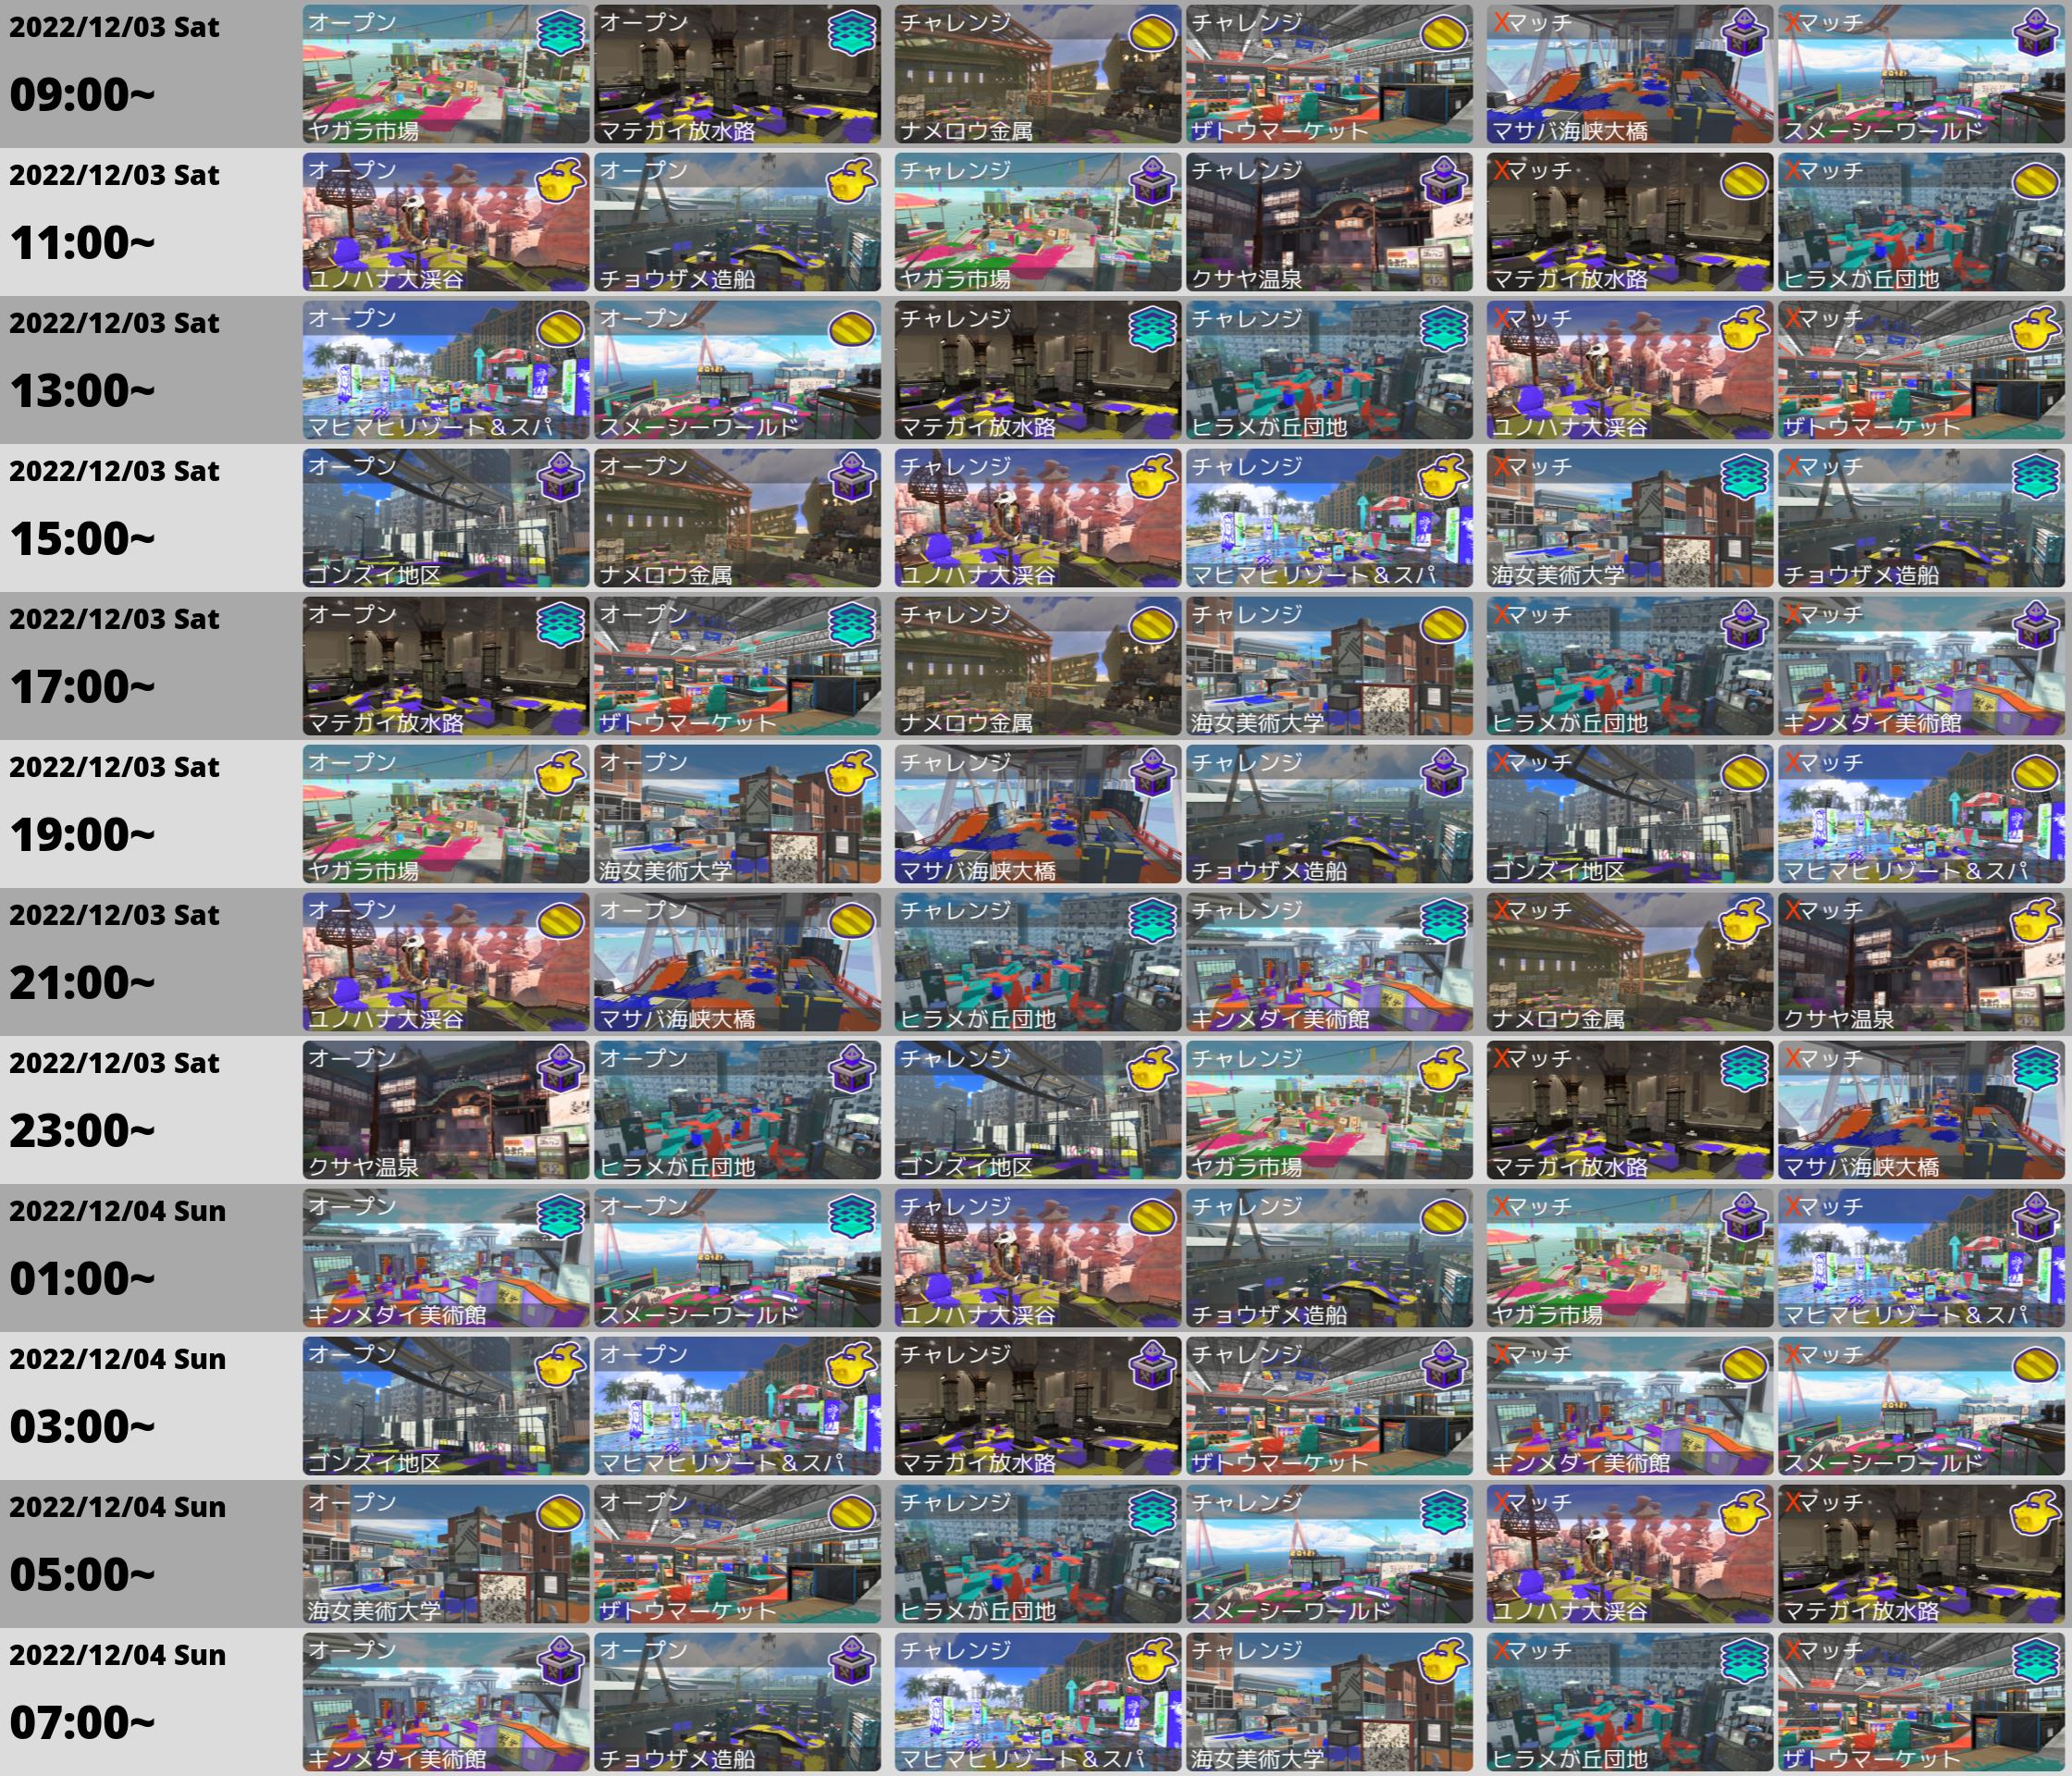 2022/12/03 Sat
09:00~
オープン
ヤガラ市場
オープン
マテガイ放水路
チャレンジ
ナメロウ金属
チャレンジ
ザトウマーケット
Xマッチ
マサバ海峡大橋
Xマッチ
スメーシーワールド
2022/12/03 Sat
11:00~
オープン
ユノハナ大渓谷
オープン
チョウザメ造船
チャレンジ
ヤガラ市場
チャレンジ
クサヤ温泉
Xマッチ
マテガイ放水路
Xマッチ
ヒラメが丘団地
2022/12/03 Sat
13:00~
オープン
マヒマヒリゾート＆スパ
オープン
スメーシーワールド
チャレンジ
マテガイ放水路
チャレンジ
ヒラメが丘団地
Xマッチ
ユノハナ大渓谷
Xマッチ
ザトウマーケット
2022/12/03 Sat
15:00~
オープン
ゴンズイ地区
オープン
ナメロウ金属
チャレンジ
ユノハナ大渓谷
チャレンジ
マヒマヒリゾート＆スパ
Xマッチ
海女美術大学
Xマッチ
チョウザメ造船
2022/12/03 Sat
17:00~
オープン
マテガイ放水路
オープン
ザトウマーケット
チャレンジ
ナメロウ金属
チャレンジ
海女美術大学
Xマッチ
ヒラメが丘団地
Xマッチ
キンメダイ美術館
2022/12/03 Sat
19:00~
オープン
ヤガラ市場
オープン
海女美術大学
チャレンジ
マサバ海峡大橋
チャレンジ
チョウザメ造船
Xマッチ
ゴンズイ地区
Xマッチ
マヒマヒリゾート＆スパ
2022/12/03 Sat
21:00~
オープン
ユノハナ大渓谷
オープン
マサバ海峡大橋
チャレンジ
ヒラメが丘団地
チャレンジ
キンメダイ美術館
Xマッチ
ナメロウ金属
Xマッチ
クサヤ温泉
2022/12/03 Sat
23:00~
オープン
クサヤ温泉
オープン
ヒラメが丘団地
チャレンジ
ゴンズイ地区
チャレンジ
ヤガラ市場
Xマッチ
マテガイ放水路
Xマッチ
マサバ海峡大橋
2022/12/04 Sun
01:00~
オープン
キンメダイ美術館
オープン
スメーシーワールド
チャレンジ
ユノハナ大渓谷
チャレンジ
チョウザメ造船
Xマッチ
ヤガラ市場
Xマッチ
マヒマヒリゾート＆スパ
2022/12/04 Sun
03:00~
オープン
ゴンズイ地区
オープン
マヒマヒリゾート＆スパ
チャレンジ
マテガイ放水路
チャレンジ
ザトウマーケット
Xマッチ
キンメダイ美術館
Xマッチ
スメーシーワールド
2022/12/04 Sun
05:00~
オープン
海女美術大学
オープン
ザトウマーケット
チャレンジ
ヒラメが丘団地
チャレンジ
スメーシーワールド
Xマッチ
ユノハナ大渓谷
Xマッチ
マテガイ放水路
2022/12/04 Sun
07:00~
オープン
キンメダイ美術館
オープン
チョウザメ造船
チャレンジ
マヒマヒリゾート＆スパ
チャレンジ
海女美術大学
Xマッチ
ヒラメが丘団地
Xマッチ
ザトウマーケット